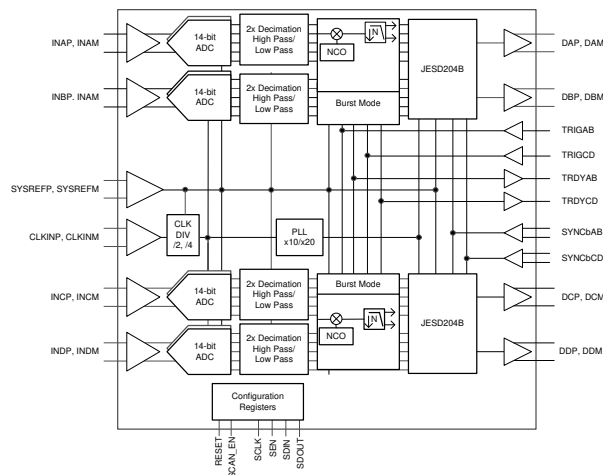 INAP, INAM
14-bit
ADC
2x Decimation
High Pass/
Low Pass
NCO
N
JESD204B
DAP, DAM
INBP. INAM
14-bit
ADC
2x Decimation
High Pass/
Low Pass
Burst Mode
DBP, DBM
TRIGAB
TRIGCD
TRDYAB
TRDYCD
SYSREFP, SYSREFM
CLKINP, CLKINM
CLK
DIV
/2, /4
PLL
x10/x20
SYNCbAB
SYNCbCD
INCP, INCM
14-bit
ADC
2x Decimation
High Pass/
Low Pass
Burst Mode
JESD204B
DCP, DCM
INDP, INDM
14-bit
ADC
2x Decimation
High Pass/
Low Pass
NCO
N
DDP, DDM
Configuration
Registers
RESET
SCAN_EN
SCLK
SEN
SDIN
SDOUT